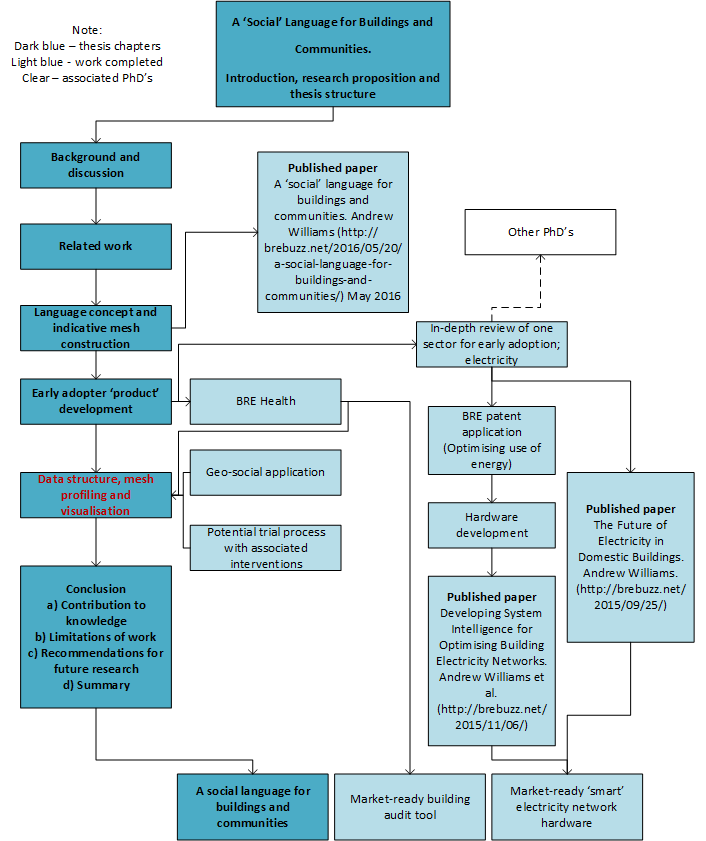 Note:
Dark blue – thesis chapters
Light blue - work completed
Clear – associated PhD’s
A ‘Social’ Language for Buildings and
Communities.
Introduction, research proposition and
thesis structure
Background and
discussion
Related work
Language concept and
indicative mesh
construction
Early adopter ‘product’
development
Data structure, mesh
profiling and
visualisation
Conclusion
a) Contribution to
knowledge
b) Limitations of work
c) Recommendations for
future research
d) Summary
Published paper
A ‘social’ language for
buildings and
communities. Andrew
Williams (http://
brebuzz.net/2016/05/20/
a-social-language-for-
buildings-and-
communities/) May 2016
BRE Health
Geo-social application
Potential trial process
with associated
interventions
Other PhD’s
In-depth review of one
sector for early adoption;
electricity
BRE patent
application
(Optimising use of
energy)
Hardware
development
Published paper
Developing System
Intelligence for
Optimising Building
Electricity Networks.
Andrew Williams et
al.
(http://brebuzz.net/
2015/11/06/)
Published paper
The Future of
Electricity in
Domestic Buildings.
Andrew Williams.
(http://brebuzz.net/
2015/09/25/)
A social language for
buildings and
communities
Market-ready building
audit tool
Market-ready ‘smart’
electricity network
hardware